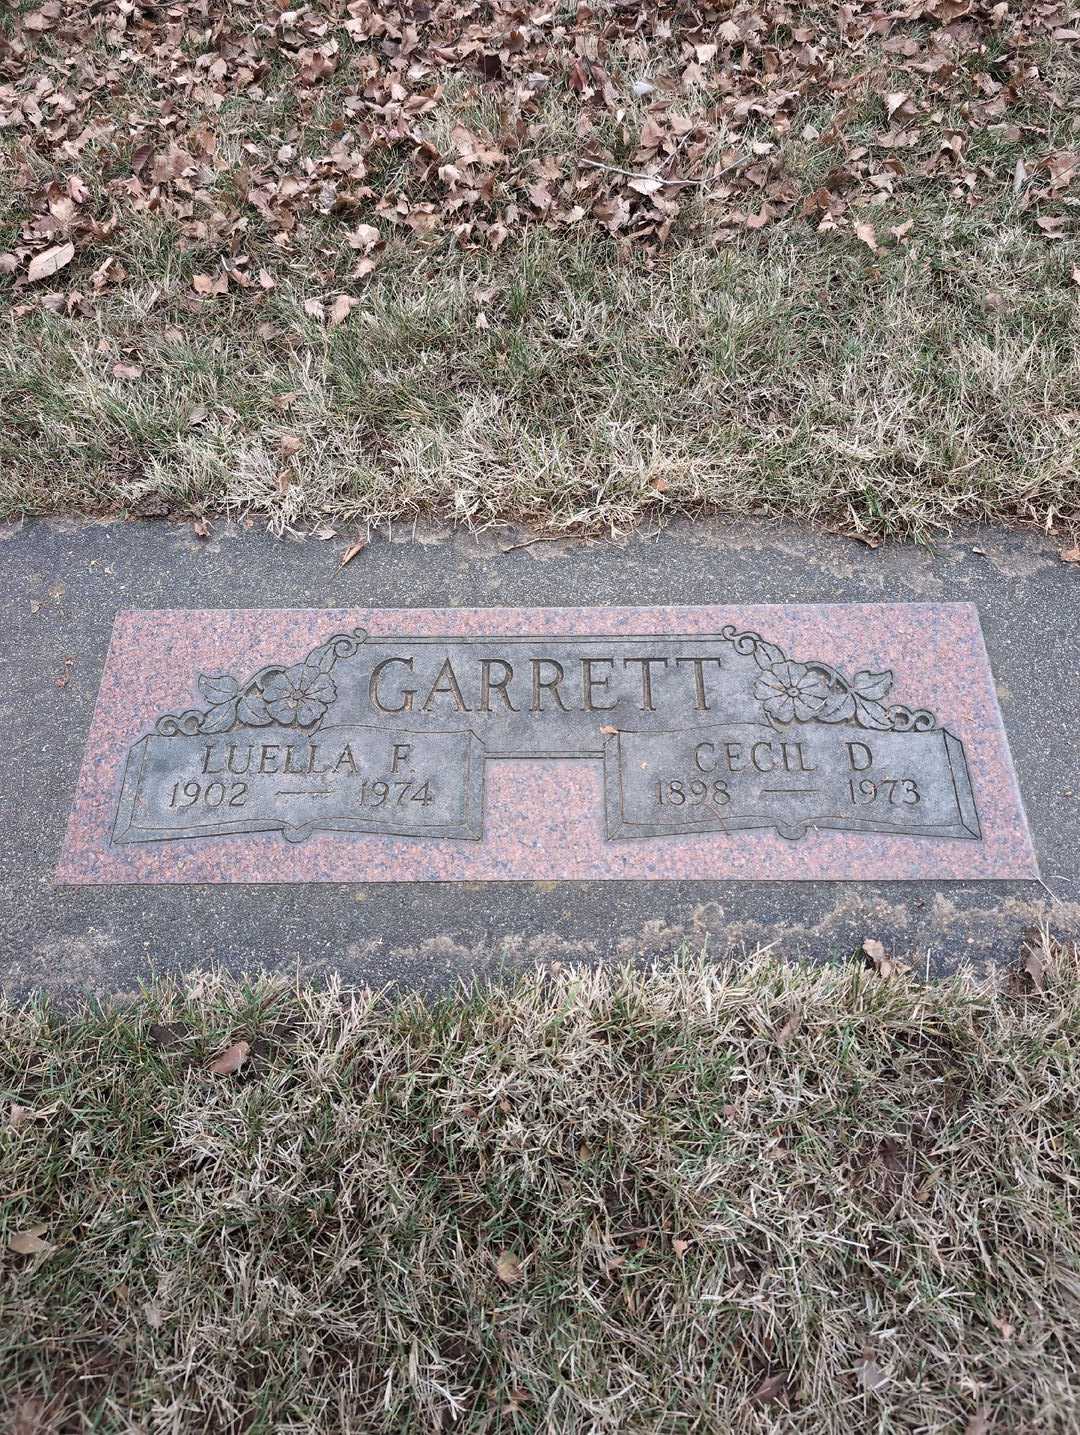 GARRETT
LUELLA F.
1902 — 1974
CECIL D.
1898 — 1973